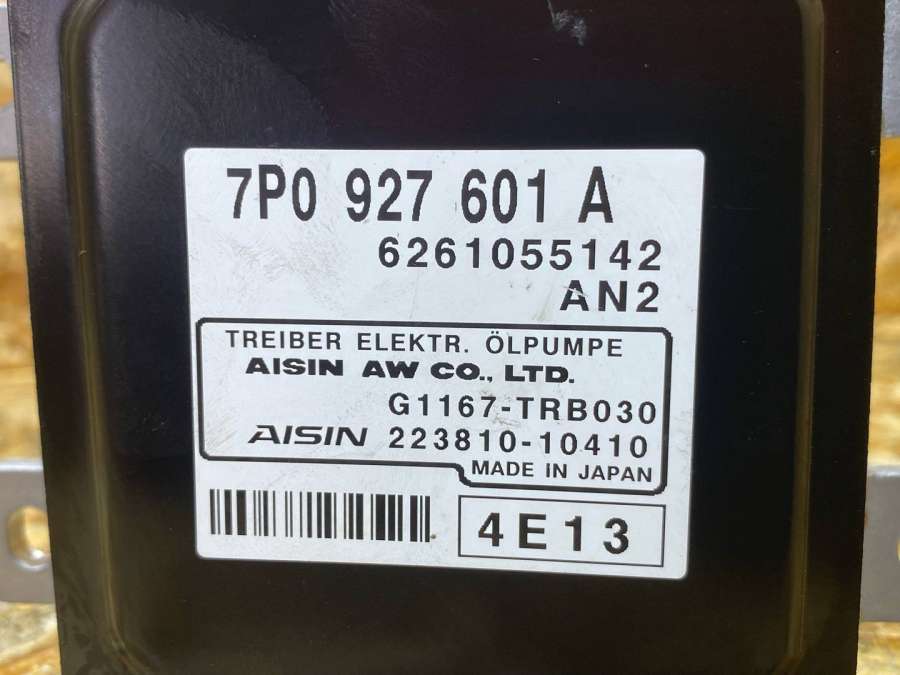 7P0 927 601 A
6261055142
AN2
TREIBER ELEKTR. ÖLPUMPE
AISIN AW CO., LTD.
G1167-TRB030
AISIN 223810-10410
MADE IN JAPAN
4E13